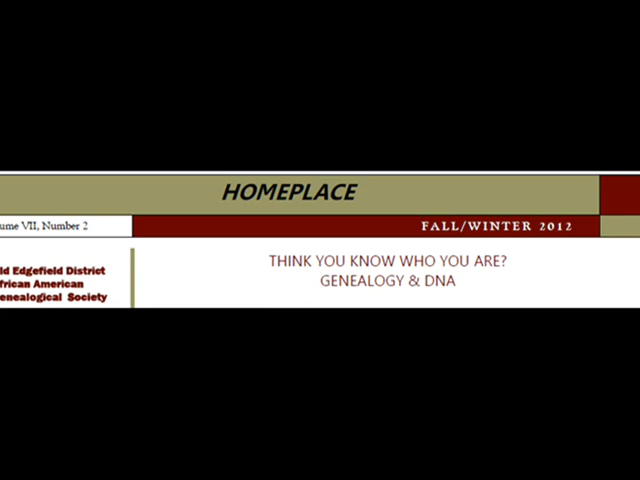 HOMEPLACE
ume VII, Number 2
FALL/WINTER 2012
ld Edgefield District
frican American
enealogical Society
THINK YOU KNOW WHO YOU ARE?
GENEALOGY & DNA